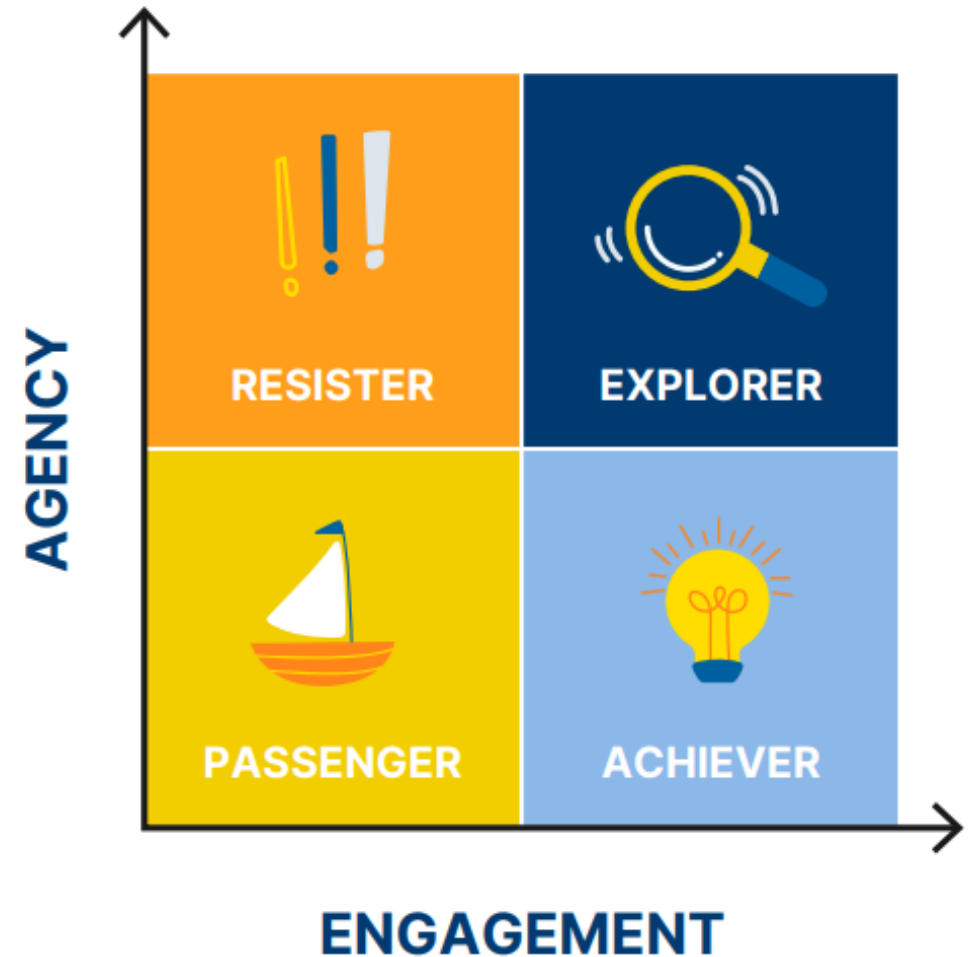 AGENCY
RESISTER
EXPLORER
PASSENGER
ACHIEVER
ENGAGEMENT